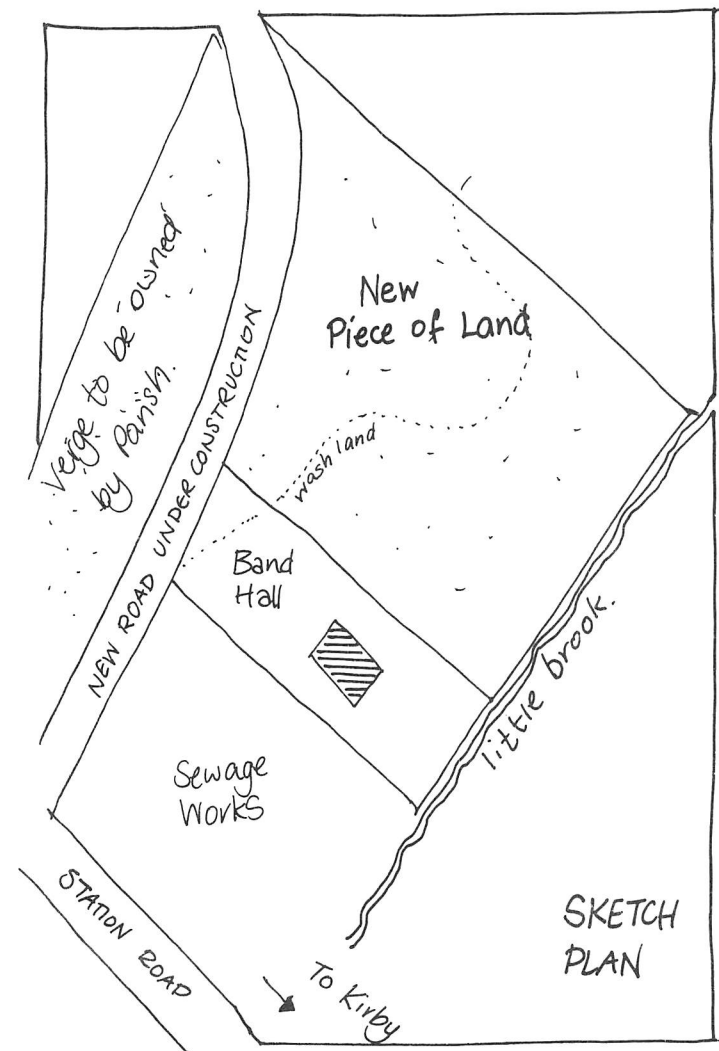 Verge to be owned
by Parish.
NEW ROAD UNDER CONSTRUCTION
New
Piece of Land
wash land
Band
Hall
little brook.
Sewage
Works
STATION ROAD
To Kirby
SKETCH
PLAN